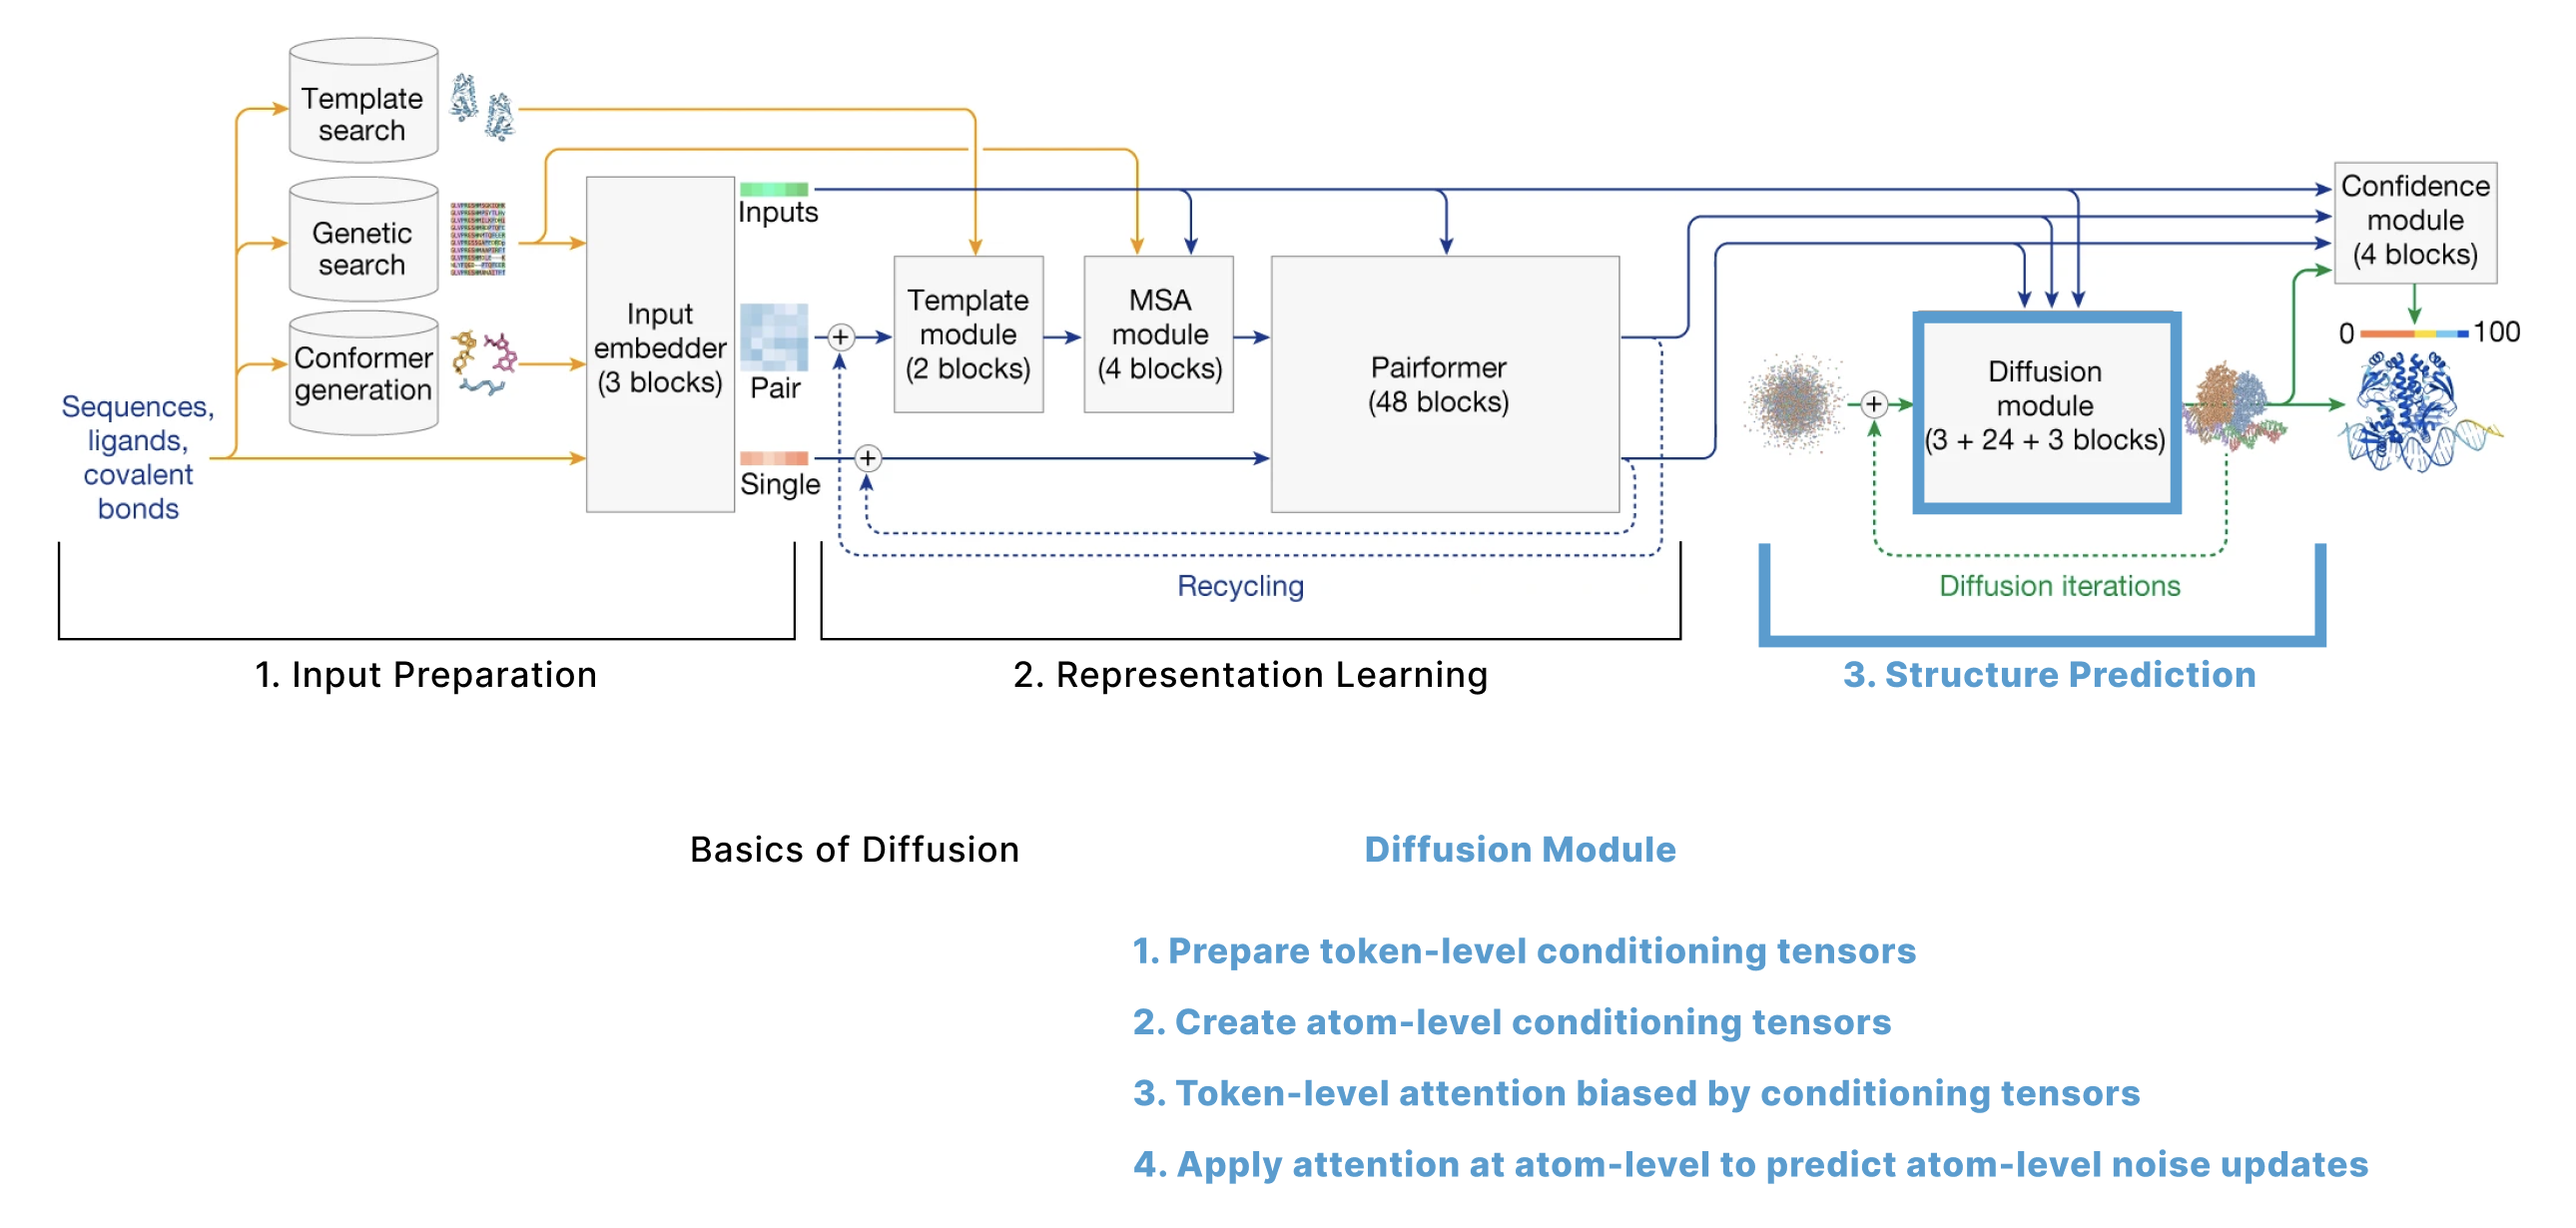 Template
search
Genetic
search
Conformer
generation
Sequences,
ligands,
covalent
bonds
Input
embedder
(3 blocks)
Inputs
Pair
Single
+
+
Template
module
(2 blocks)
MSA
module
(4 blocks)
Pairformer
(48 blocks)
Recycling
+
Diffusion
module
(3 + 24 + 3 blocks)
Diffusion iterations
Confidence
module
(4 blocks)
0 100
1. Input Preparation
2. Representation Learning
3. Structure Prediction
Basics of Diffusion
Diffusion Module
1. Prepare token-level conditioning tensors
2. Create atom-level conditioning tensors
3. Token-level attention biased by conditioning tensors
4. Apply attention at atom-level to predict atom-level noise updates